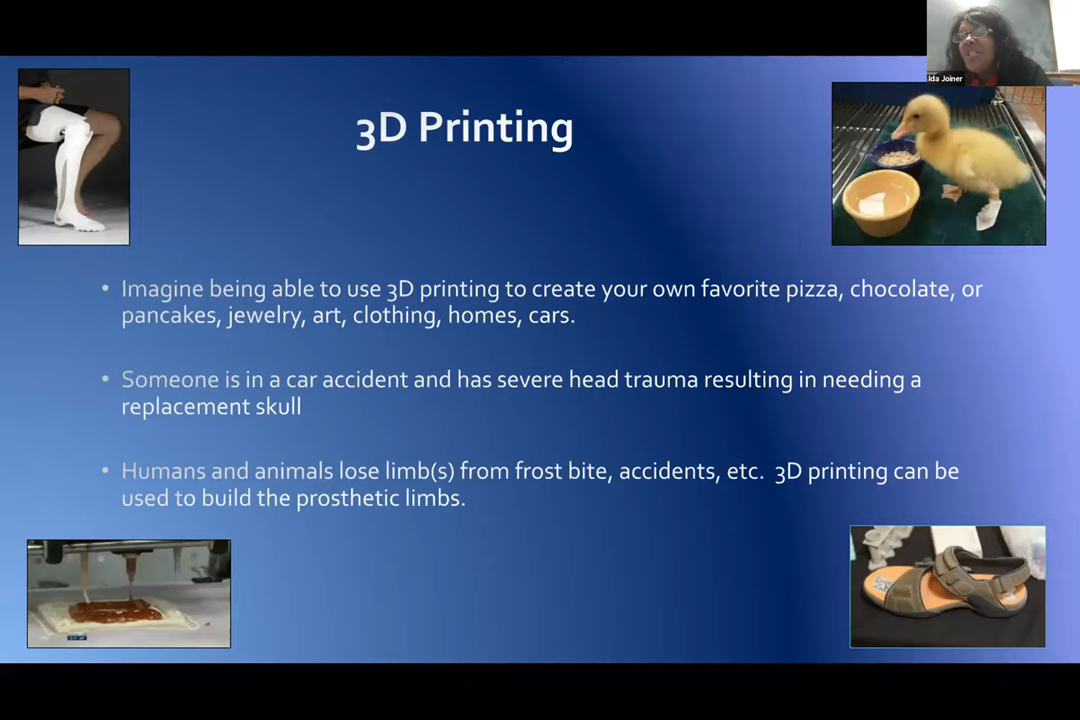 Ida Joiner
3D Printing
• Imagine being able to use 3D printing to create your own favorite pizza, chocolate, or
pancakes, jewelry, art, clothing, homes, cars.
• Someone is in a car accident and has severe head trauma resulting in needing a
replacement skull
• Humans and animals lose limb(s) from frost bite, accidents, etc.  3D printing can be
used to build the prosthetic limbs.